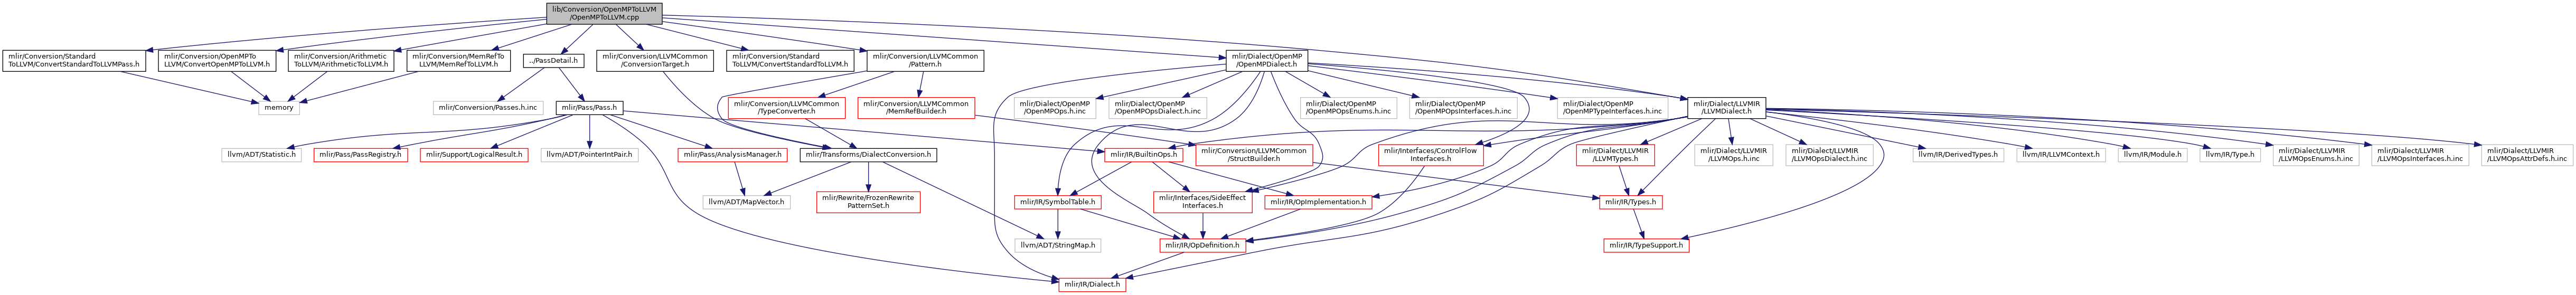 lib/Conversion/OpenMPToLLVM
/OpenMPToLLVM.cpp
mlir/Conversion/Standard
ToLLVM/ConvertStandardToLLVMPass.h
mlir/Conversion/OpenMPTo
LLVM/ConvertOpenMPToLLVM.h
mlir/Conversion/Arithmetic
ToLLVM/ArithmeticToLLVM.h
mlir/Conversion/MemRefTo
LLVM/MemRefToLLVM.h
../PassDetail.h
mlir/Conversion/LLVMCommon
/ConversionTarget.h
mlir/Conversion/Standard
ToLLVM/ConvertStandardToLLVM.h
mlir/Conversion/LLVMCommon
/Pattern.h
mlir/Dialect/OpenMP
/OpenMPDialect.h
memory
mlir/Conversion/Passes.h.inc
mlir/Pass/Pass.h
mlir/Conversion/LLVMCommon
/TypeConverter.h
mlir/Conversion/LLVMCommon
/MemRefBuilder.h
mlir/Dialect/OpenMP
/OpenMPOps.h.inc
mlir/Dialect/OpenMP
/OpenMPOpsDialect.h.inc
mlir/Dialect/OpenMP
/OpenMPOpsEnums.h.inc
mlir/Dialect/OpenMP
/OpenMPOpsInterfaces.h.inc
mlir/Dialect/OpenMP
/OpenMPTypeInterfaces.h.inc
mlir/Dialect/LLVMIR
/LLVMDialect.h
llvm/ADT/Statistic.h
mlir/Pass/PassRegistry.h
mlir/Support/LogicalResult.h
llvm/ADT/PointerIntPair.h
mlir/Pass/AnalysisManager.h
mlir/Transforms/DialectConversion.h
mlir/IR/BuiltinOps.h
mlir/Conversion/LLVMCommon
/StructBuilder.h
mlir/Interfaces/ControlFlow
Interfaces.h
mlir/Dialect/LLVMIR
/LLVMTypes.h
mlir/Dialect/LLVMIR
/LLVMOps.h.inc
mlir/Dialect/LLVMIR
/LLVMOpsDialect.h.inc
llvm/IR/DerivedTypes.h
llvm/IR/LLVMContext.h
llvm/IR/Module.h
llvm/IR/Type.h
mlir/Dialect/LLVMIR
/LLVMOpsEnums.h.inc
mlir/Dialect/LLVMIR
/LLVMOpsInterfaces.h.inc
mlir/Dialect/LLVMIR
/LLVMOpsAttrDefs.h.inc
llvm/ADT/MapVector.h
mlir/Rewrite/FrozenRewrite
PatternSet.h
mlir/IR/SymbolTable.h
mlir/Interfaces/SideEffect
Interfaces.h
mlir/IR/OpImplementation.h
mlir/IR/Types.h
llvm/ADT/StringMap.h
mlir/IR/OpDefinition.h
mlir/IR/TypeSupport.h
mlir/IR/Dialect.h